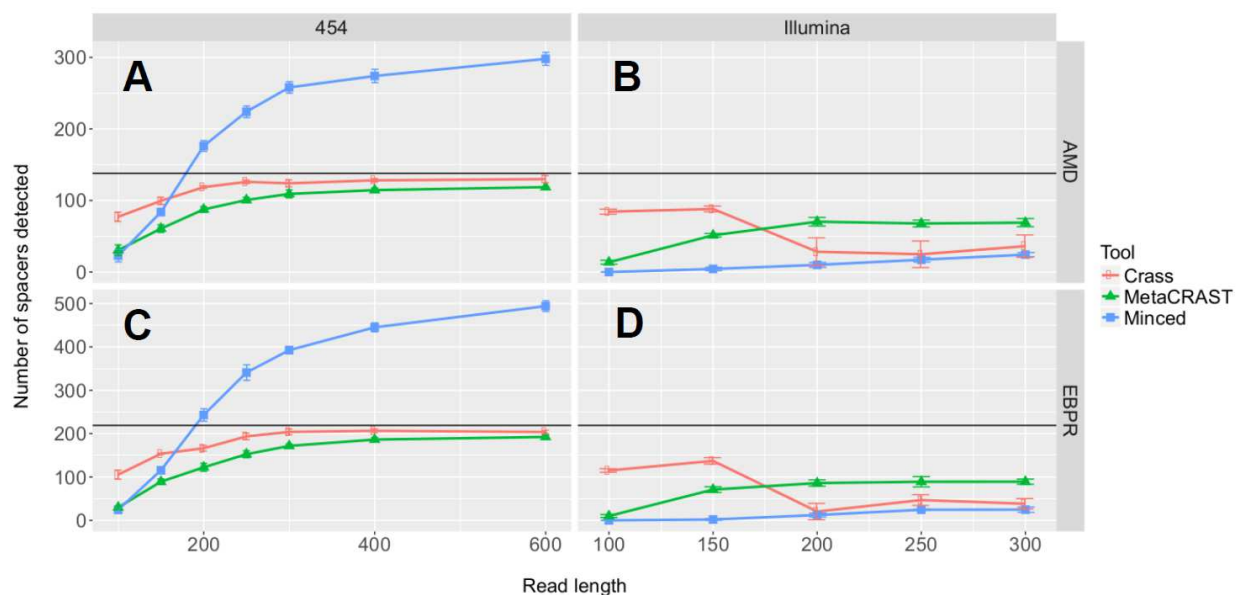 454
Illumina
A
B
300
200
100
0
AMD
C
D
500
400
300
200
100
0
EBPR
200
400
600
100
150
200
250
300
Number of spacers detected
Read length
Tool
Crass
MetaCRAST
Minced